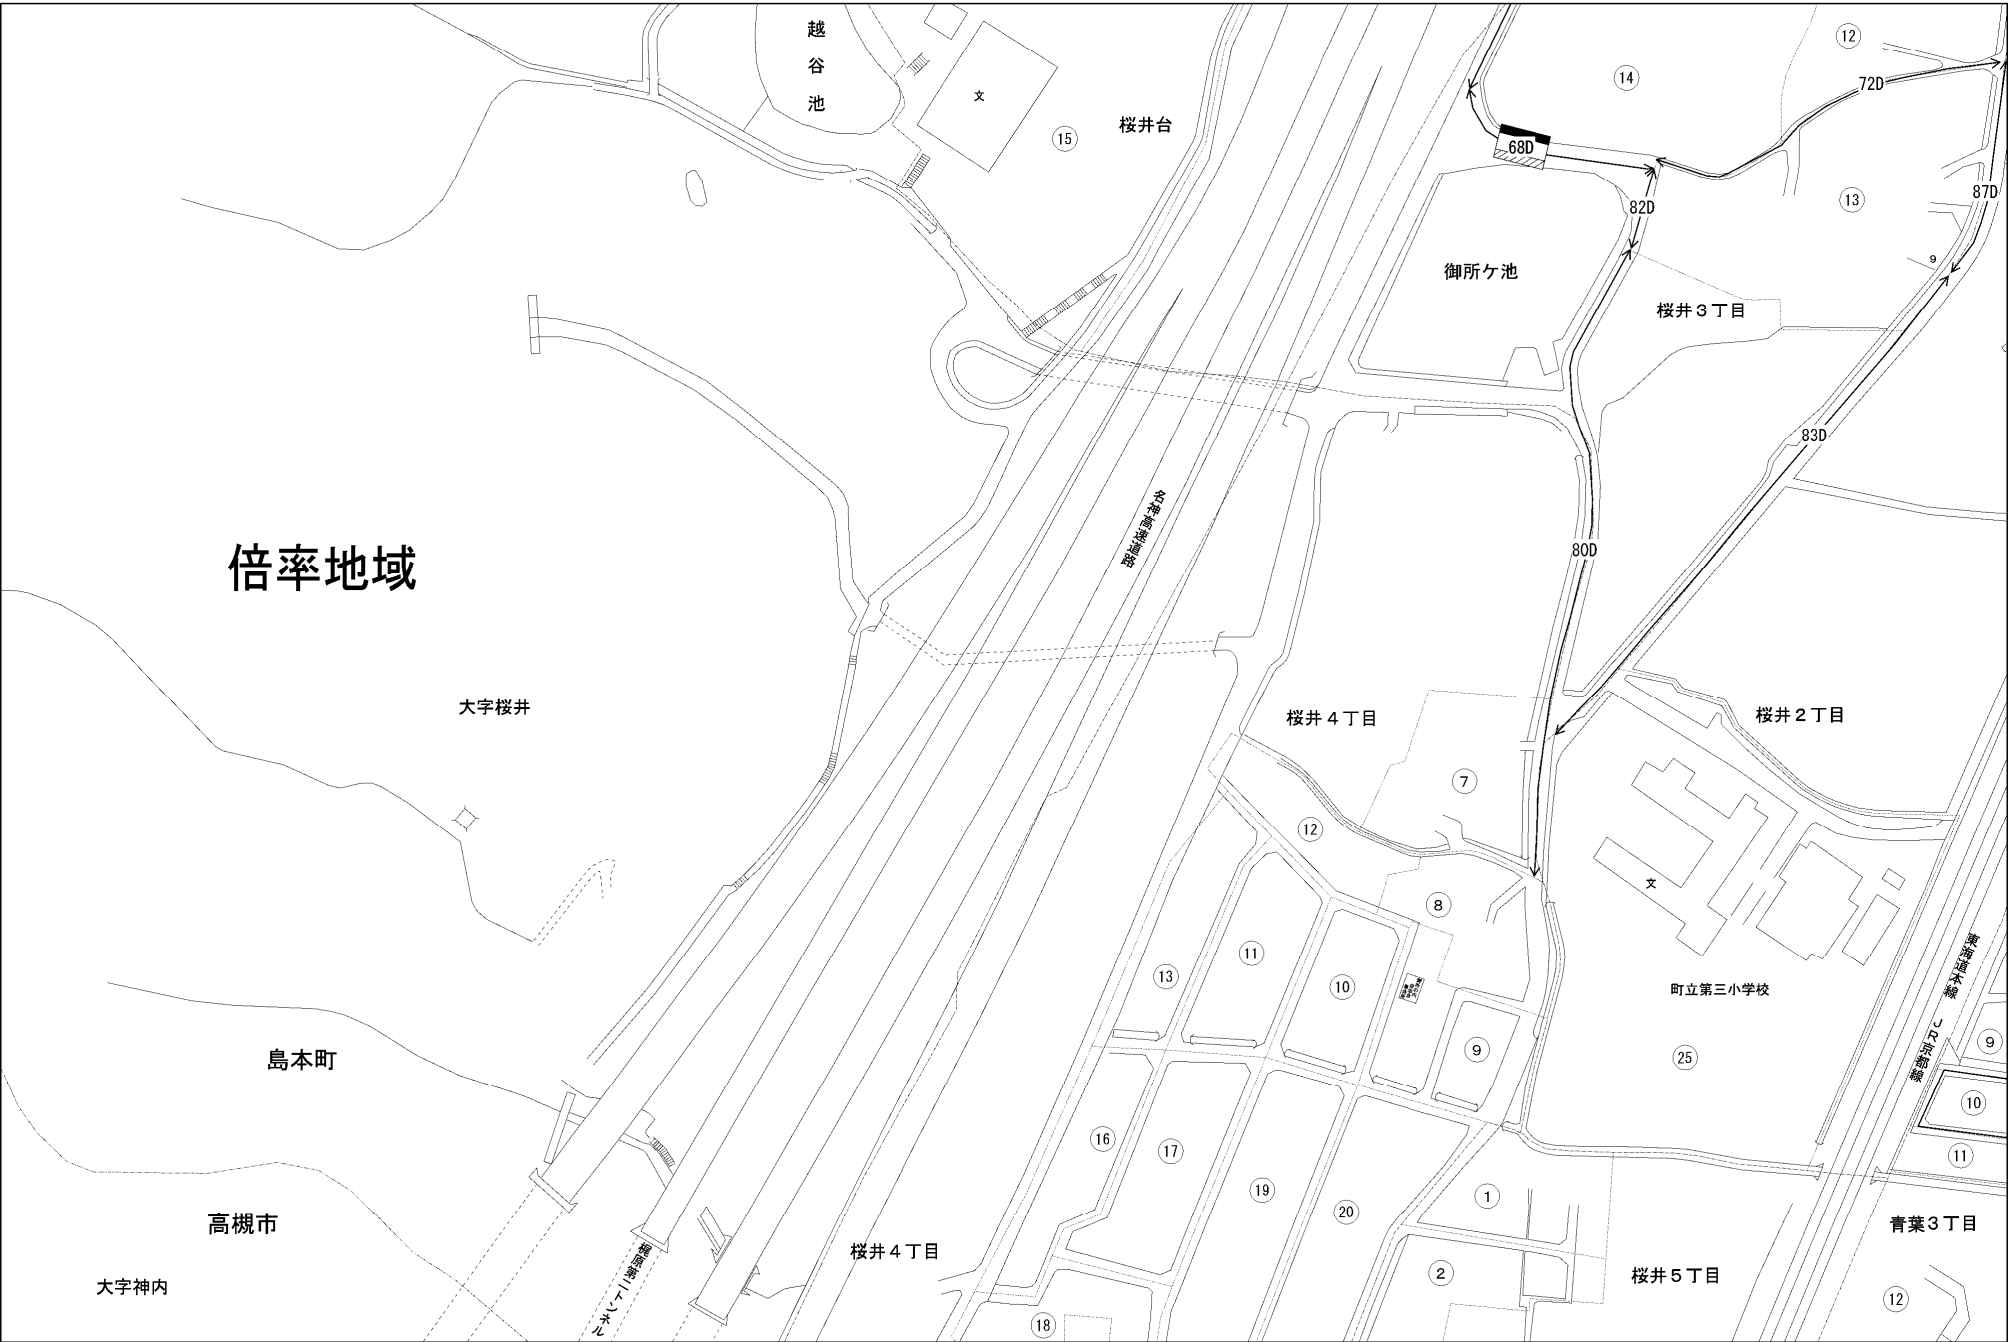 越谷池
文
15
桜井台
14
12
72D
68D
82D
13
87D
9
御所ケ池
桜井3丁目
83D
名神高速道路
80D
倍率地域
大字桜井
桜井4丁目
桜井2丁目
7
12
8
文
11
13
10
町立第三小学校
東海道本線
JR京都線
9
25
9
10
11
島本町
16
17
19
20
1
高槻市
桜井4丁目
梶原第二トンネル
青葉3丁目
大字神内
2
桜井5丁目
12
18